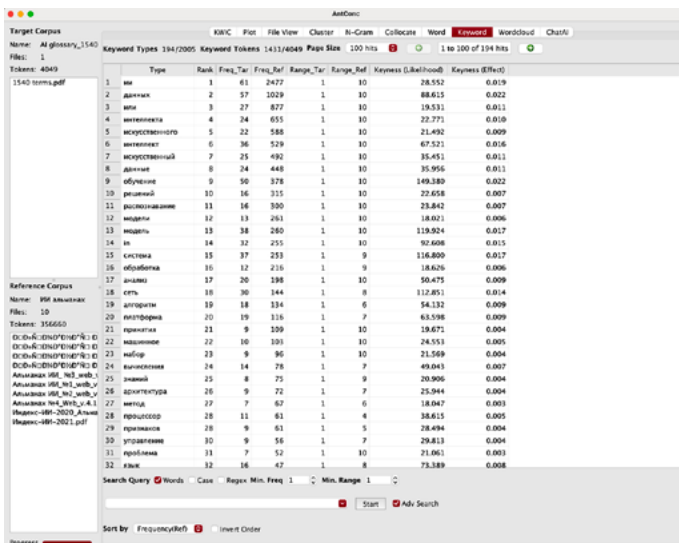 AntConc
Target Corpus
KWIC Plot File View Cluster N-Gram Collocate Word Keyword Wordcloud ChatAI
Name: AI glossary_1540
Files: 1
Tokens: 4049
1540 terms.pdf
Keyword Types 194/2005 Keyword Tokens 1431/4049 Page Size 100 hits 1 to 100 of 194 hits
Type Rank Freq_Tar Freq_Ref Range_Tar Range_Ref Keyness (Likelihood) Keyness (Effect)
1 ии 1 61 2477 1 10 28.552 0.019
2 данных 2 57 1029 1 10 88.615 0.022
3 или 3 27 877 1 10 19.531 0.011
4 интеллекта 4 24 655 1 10 22.771 0.010
5 искусственного 5 22 588 1 10 21.492 0.009
6 интеллект 6 36 529 1 10 67.521 0.016
7 искусственный 7 25 492 1 10 35.451 0.011
8 данные 8 24 448 1 10 35.956 0.011
9 обучение 9 50 378 1 10 149.380 0.022
10 решений 10 16 315 1 10 22.658 0.007
11 распознавание 11 16 300 1 10 23.842 0.007
12 модели 12 13 261 1 10 18.021 0.006
13 модель 13 38 260 1 10 119.924 0.017
14 in 14 32 255 1 10 92.608 0.015
15 система 15 37 253 1 9 116.800 0.017
16 обработка 16 12 216 1 9 18.626 0.006
17 анализ 17 20 198 1 10 50.475 0.009
18 сеть 18 30 144 1 8 112.851 0.014
19 алгоритм 19 18 134 1 6 54.132 0.009
20 платформа 20 19 116 1 7 63.598 0.009
21 принятия 21 9 109 1 10 19.671 0.004
22 машинное 22 10 103 1 10 24.553 0.005
23 набор 23 9 96 1 10 21.569 0.004
24 вычисления 24 14 78 1 7 49.043 0.007
25 знаний 25 8 75 1 9 20.906 0.004
26 архитектура 26 9 72 1 7 25.944 0.004
27 метод 27 7 67 1 6 18.047 0.003
28 процессор 28 11 61 1 4 38.615 0.005
29 признаков 28 9 61 1 5 28.494 0.004
30 управление 30 9 56 1 7 29.813 0.004
31 проблема 31 7 52 1 10 21.061 0.003
32 язык 32 16 47 1 8 73.389 0.008
Reference Corpus
Name: ИИ альманах
Files: 10
Tokens: 356660
Альманах ИИ_ №3_web_
Альманах ИИ_№1_web_v
Альманах ИИ_№2_web_v
Альманах №4_Web_v.4.1
Индекс-ИИ-2020_Альма
Индекс-ИИ-2021.pdf
Search Query Words Case Regex Min. Freq 1 Min. Range 1
Start Adv Search
Sort by Frequency(Ref) Invert Order
Progress